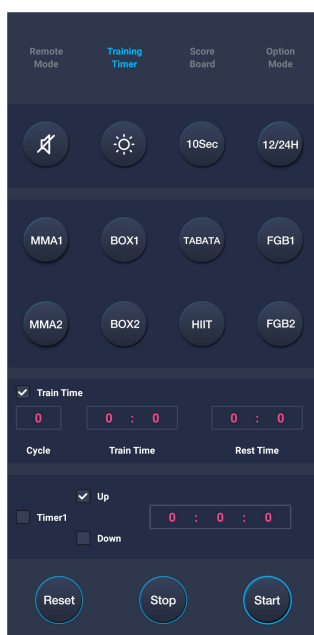 Remote Mode
Training Timer
Score Board
Option Mode
10Sec
12/24H
MMA1
BOX1
TABATA
FGB1
MMA2
BOX2
HIIT
FGB2
Train Time
0
0 : 0
0 : 0
Cycle
Train Time
Rest Time
Up
Timer1
0 : 0 : 0
Down
Reset
Stop
Start